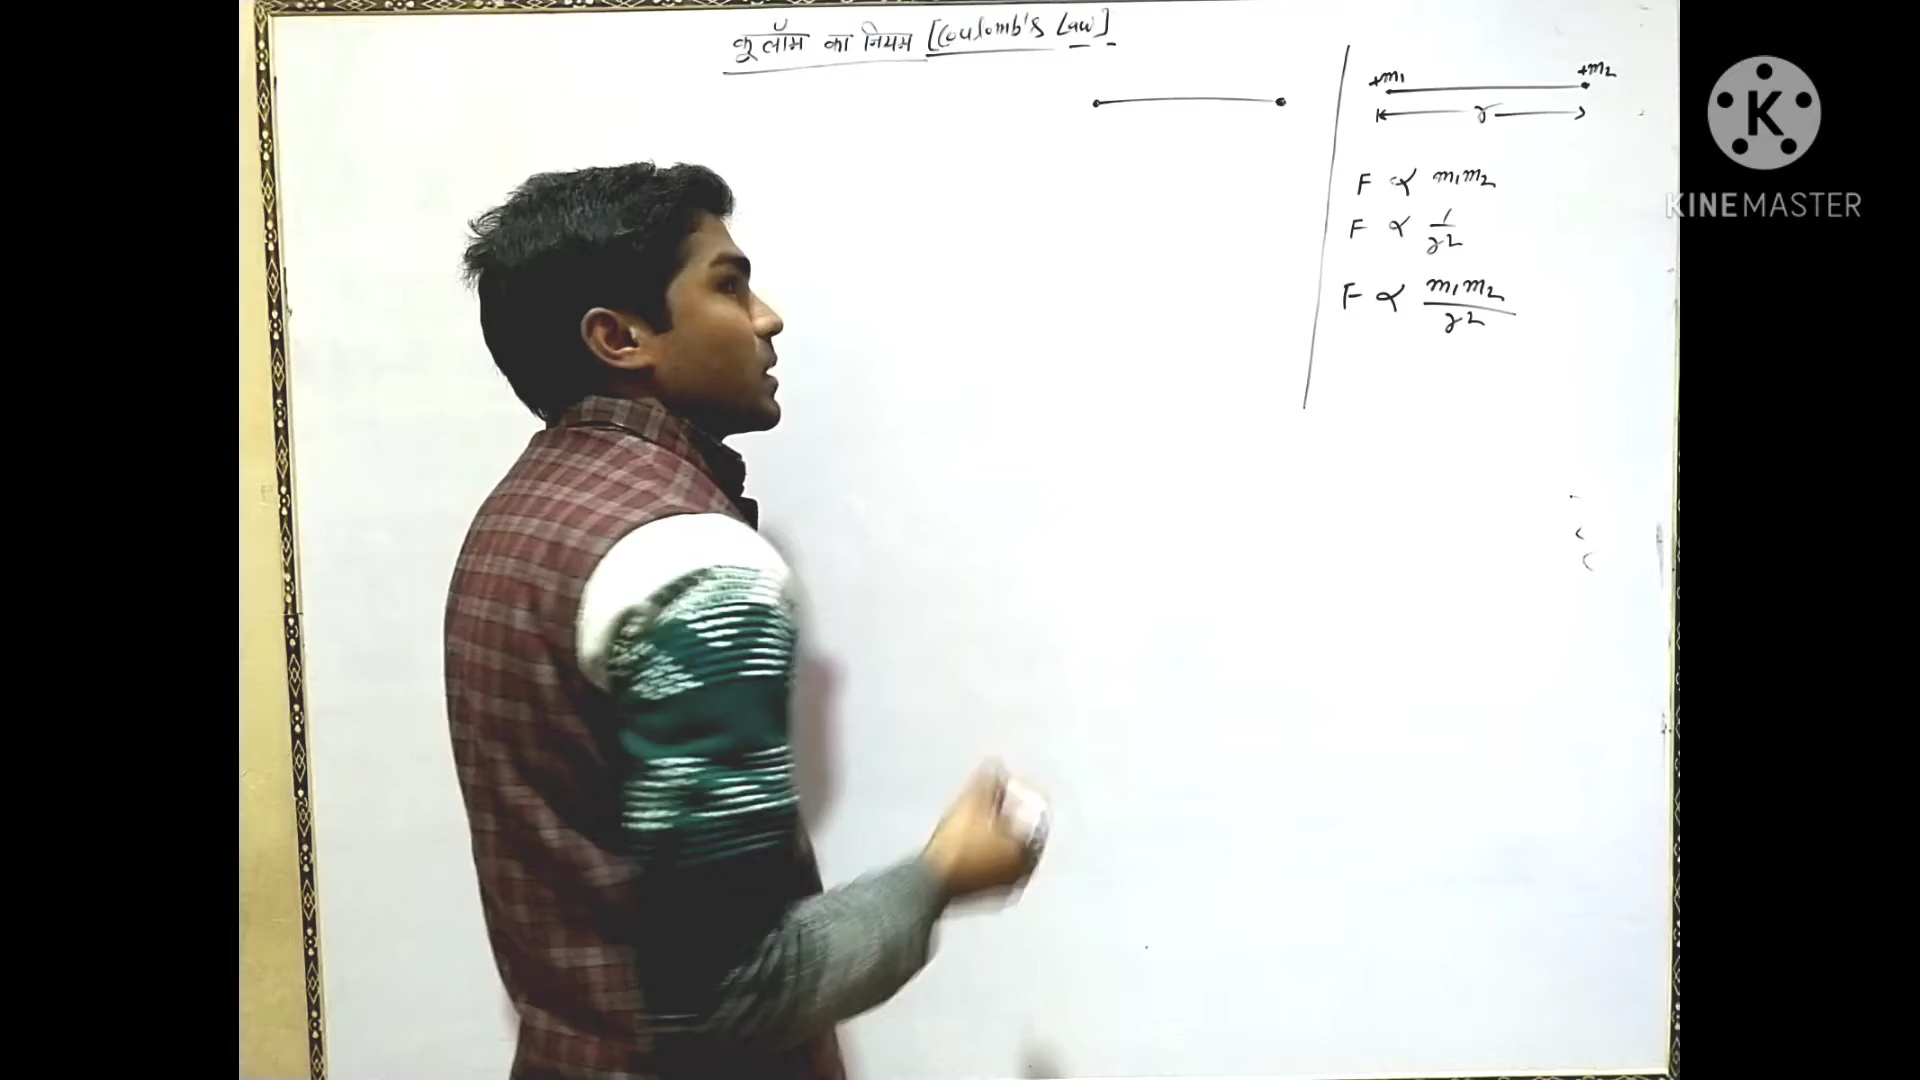 कूलॉम का नियम [Coulomb's Law]
+m1 +m2
r
F ∝ m1m2
F ∝ 1/r2
F ∝ m1m2/r2
K
KINEMASTER